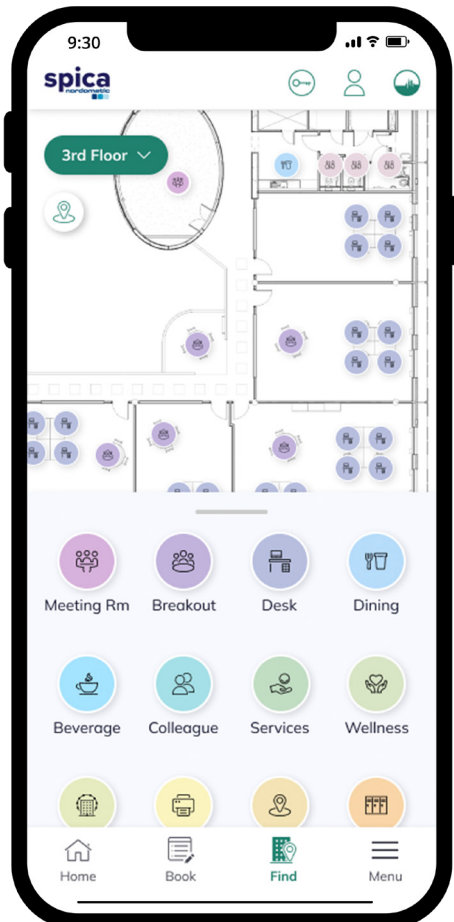 9:30
spica
nordomatic
3rd Floor
Meeting Rm Breakout Desk Dining
Beverage Colleague Services Wellness
Home Book Find Menu